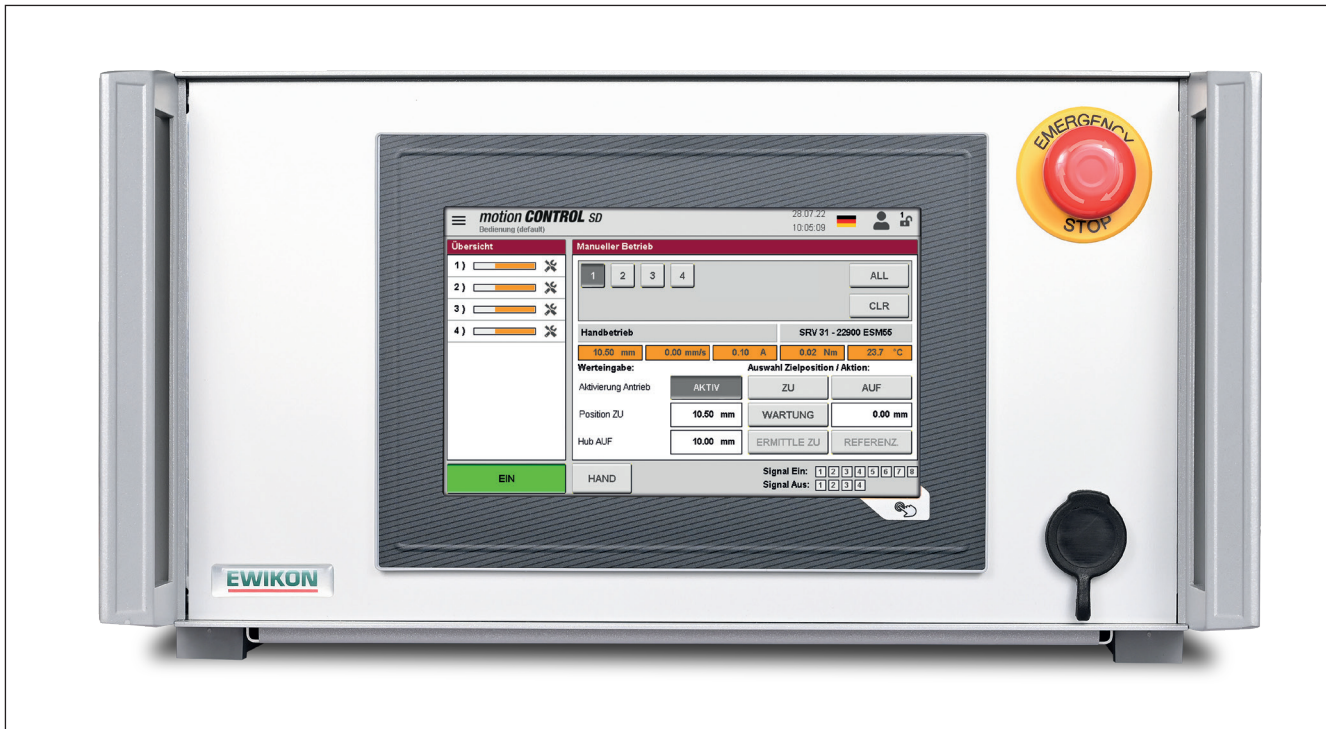 EMERGENCY
STOP
motion CONTROL SD
Bedienung (default)
28.07.22
10:05:09
1
Übersicht
1)
2)
3)
4)
Manueller Betrieb
1 2 3 4 ALL
CLR
Handbetrieb SRV 31 - 22900 ESM55
10.50 mm 0.00 mm/s 0.10 A 0.02 Nm 23.7 °C
Werteingabe: Auswahl Zielposition / Aktion:
Aktivierung Antrieb AKTIV ZU AUF
Position ZU 10.50 mm WARTUNG 0.00 mm
Hub AUF 10.00 mm ERMITTLE ZU REFERENZ.
EIN HAND
Signal Ein: 1 2 3 4 5 6 7 8
Signal Aus: 1 2 3 4
EWIKON